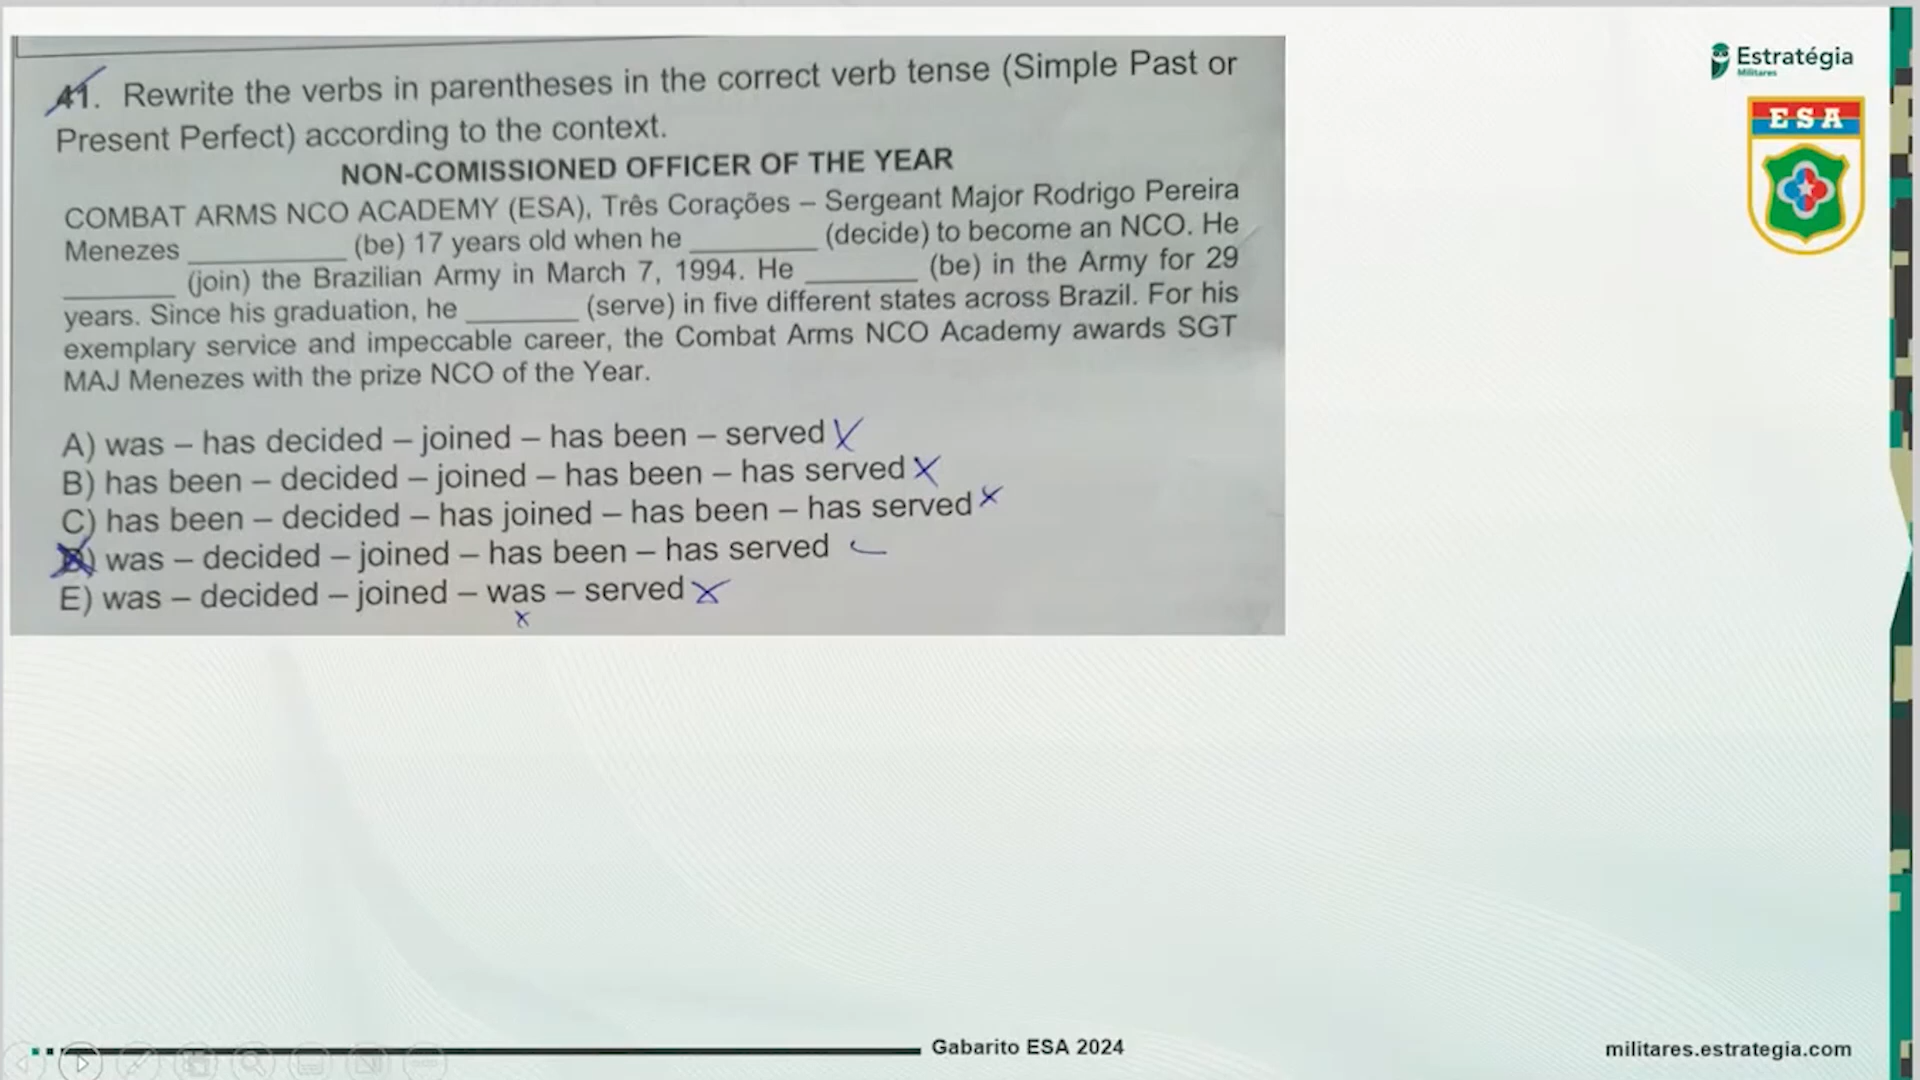 41. Rewrite the verbs in parentheses in the correct verb tense (Simple Past or
Present Perfect) according to the context.
NON-COMISSIONED OFFICER OF THE YEAR
COMBAT ARMS NCO ACADEMY (ESA), Três Corações – Sergeant Major Rodrigo Pereira
Menezes ___________ (be) 17 years old when he _________ (decide) to become an NCO. He
________ (join) the Brazilian Army in March 7, 1994. He ________ (be) in the Army for 29
years. Since his graduation, he ________ (serve) in five different states across Brazil. For his
exemplary service and impeccable career, the Combat Arms NCO Academy awards SGT
MAJ Menezes with the prize NCO of the Year.
A) was – has decided – joined – has been – served
B) has been – decided – joined – has been – has served
C) has been – decided – has joined – has been – has served
D) was – decided – joined – has been – has served
E) was – decided – joined – was – served
Estratégia
Militares
ESA
Gabarito ESA 2024
militares.estrategia.com